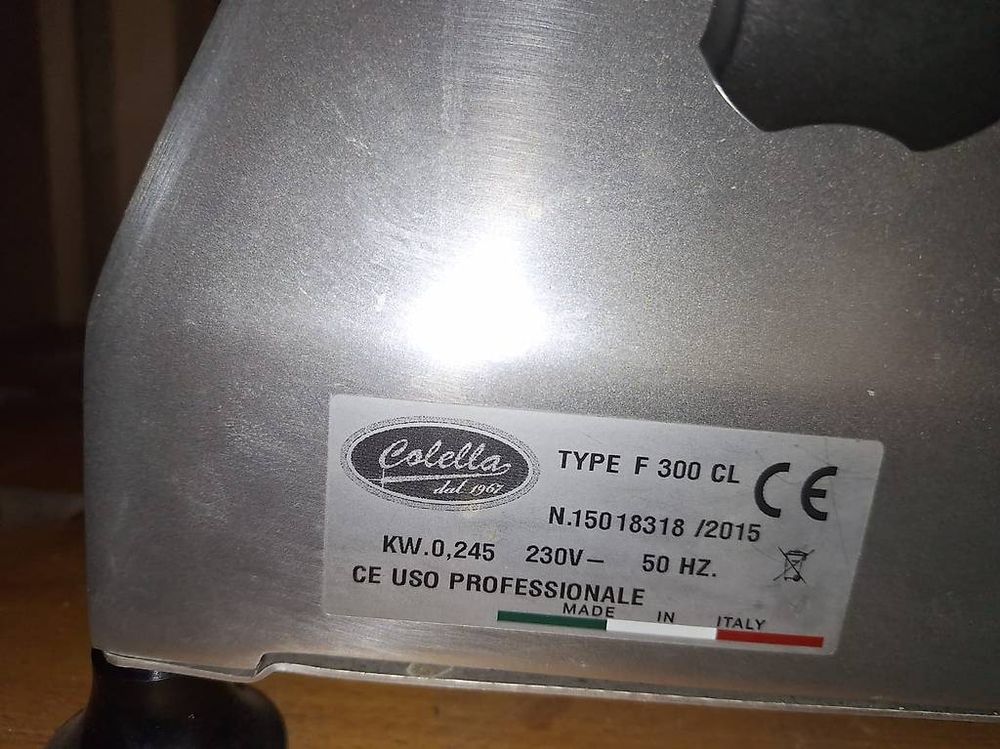 Colella
dal 1967
TYPE F 300 CL CE
N.15018318 /2015
KW.0,245 230V– 50 HZ.
CE USO PROFESSIONALE
MADE IN ITALY